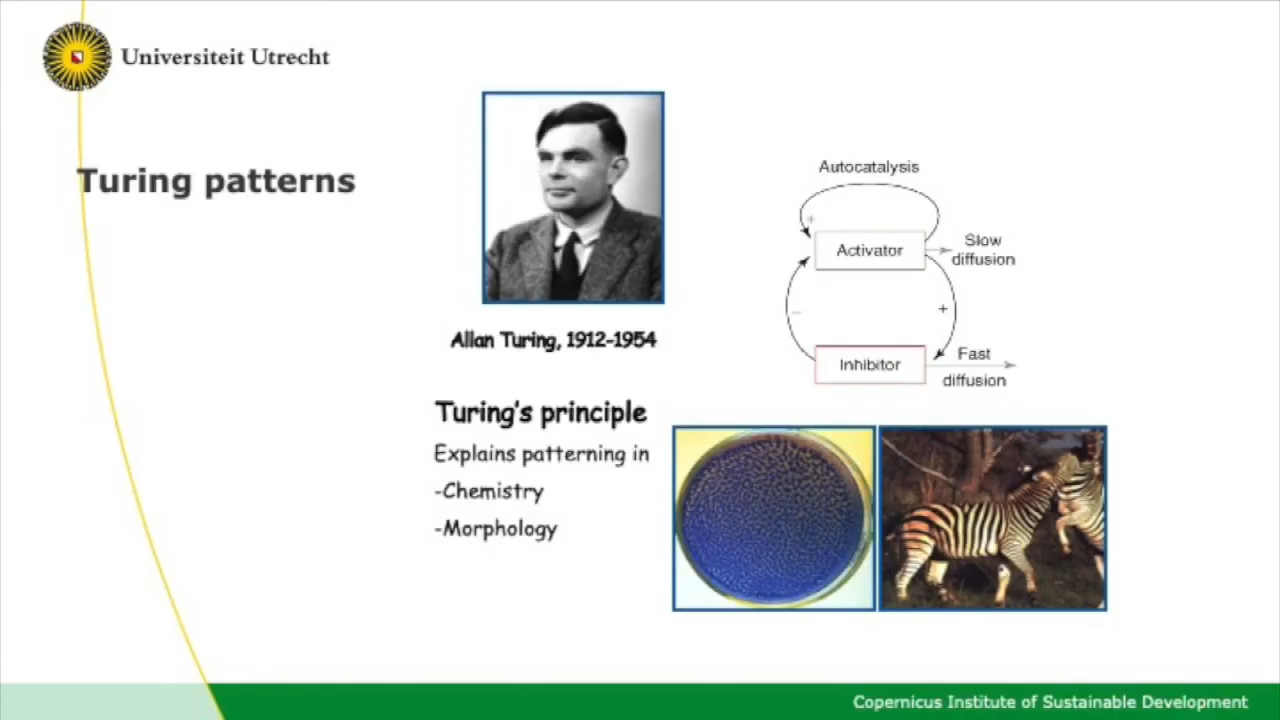 Universiteit Utrecht
Turing patterns
Allan Turing, 1912-1954
Autocatalysis
+
Activator
Slow
diffusion
–
+
Inhibitor
Fast
diffusion
Turing's principle
Explains patterning in
-Chemistry
-Morphology
Copernicus Institute of Sustainable Development